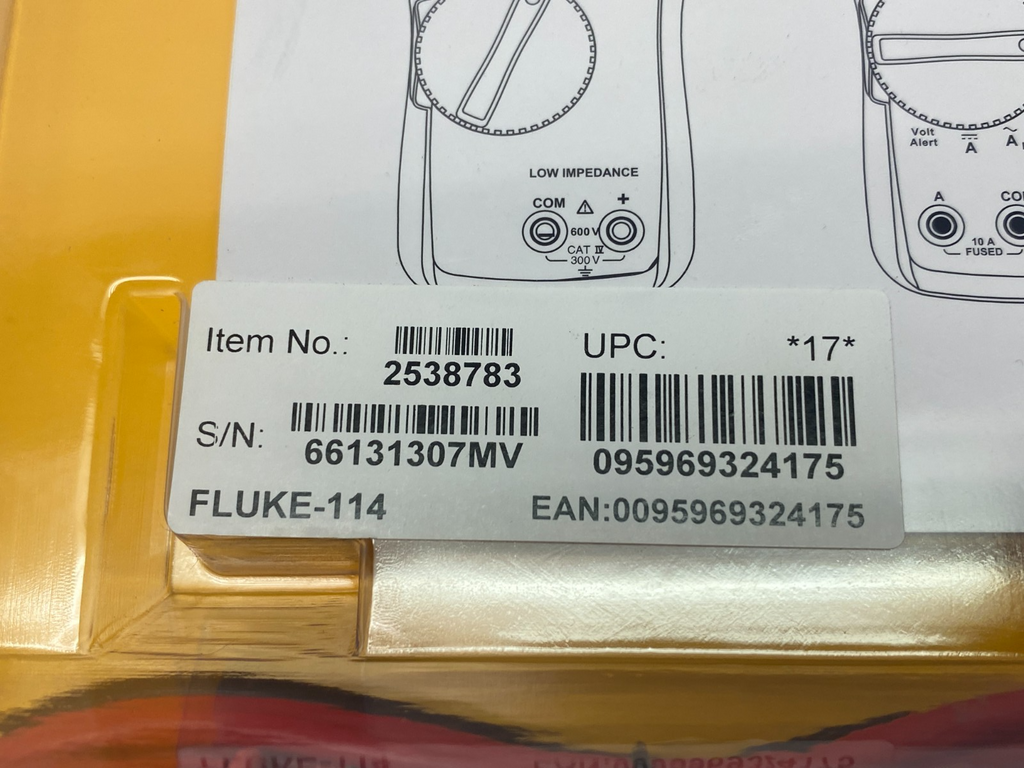 Volt
Alert
A
A
LOW IMPEDANCE
COM +
600 V
CAT IV
300 V
A
10 A
FUSED
Item No.:
2538783
UPC: *17*
S/N:
66131307MV
095969324175
FLUKE-114
EAN:0095969324175